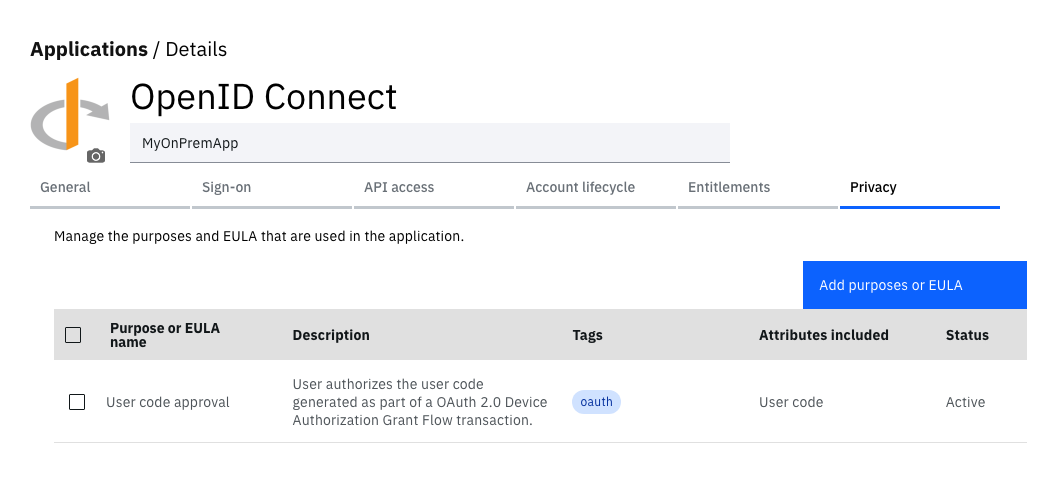 Applications / Details
OpenID Connect
MyOnPremApp
General Sign-on API access Account lifecycle Entitlements Privacy
Manage the purposes and EULA that are used in the application.
Add purposes or EULA
Purpose or EULA
name
Description Tags Attributes included Status
User code approval
User authorizes the user code
generated as part of a OAuth 2.0 Device
Authorization Grant Flow transaction.
oauth
User code
Active